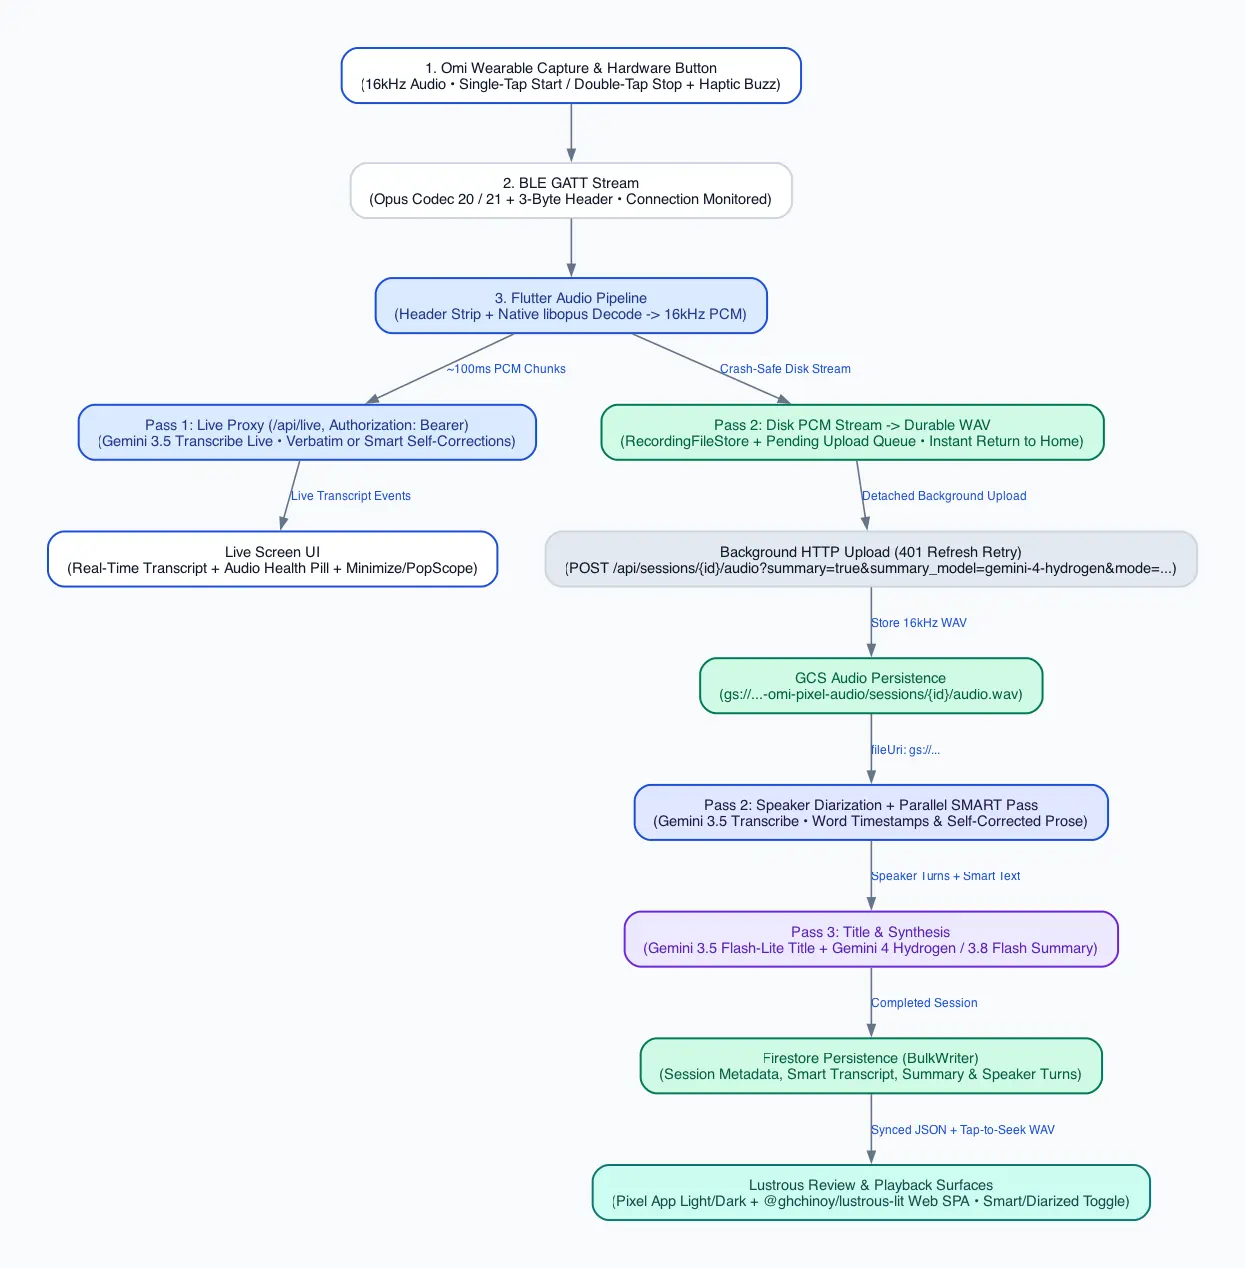 1. Omi Wearable Capture & Hardware Button
(16kHz Audio • Single-Tap Start / Double-Tap Stop + Haptic Buzz)
2. BLE GATT Stream
(Opus Codec 20 / 21 + 3-Byte Header • Connection Monitored)
3. Flutter Audio Pipeline
(Header Strip + Native libopus Decode -> 16kHz PCM)
~100ms PCM Chunks
Crash-Safe Disk Stream
Pass 1: Live Proxy (/api/live, Authorization: Bearer)
(Gemini 3.5 Transcribe Live • Verbatim or Smart Self-Corrections)
Pass 2: Disk PCM Stream -> Durable WAV
(RecordingFileStore + Pending Upload Queue • Instant Return to Home)
Live Transcript Events
Detached Background Upload
Live Screen UI
(Real-Time Transcript + Audio Health Pill + Minimize/PopScope)
Background HTTP Upload (401 Refresh Retry)
(POST /api/sessions/{id}/audio?summary=true&summary_model=gemini-4-hydrogen&mode=...)
Store 16kHz WAV
GCS Audio Persistence
(gs://...-omi-pixel-audio/sessions/{id}/audio.wav)
fileUri: gs://...
Pass 2: Speaker Diarization + Parallel SMART Pass
(Gemini 3.5 Transcribe • Word Timestamps & Self-Corrected Prose)
Speaker Turns + Smart Text
Pass 3: Title & Synthesis
(Gemini 3.5 Flash-Lite Title + Gemini 4 Hydrogen / 3.8 Flash Summary)
Completed Session
Firestore Persistence (BulkWriter)
(Session Metadata, Smart Transcript, Summary & Speaker Turns)
Synced JSON + Tap-to-Seek WAV
Lustrous Review & Playback Surfaces
(Pixel App Light/Dark + @ghchinoy/lustrous-lit Web SPA • Smart/Diarized Toggle)